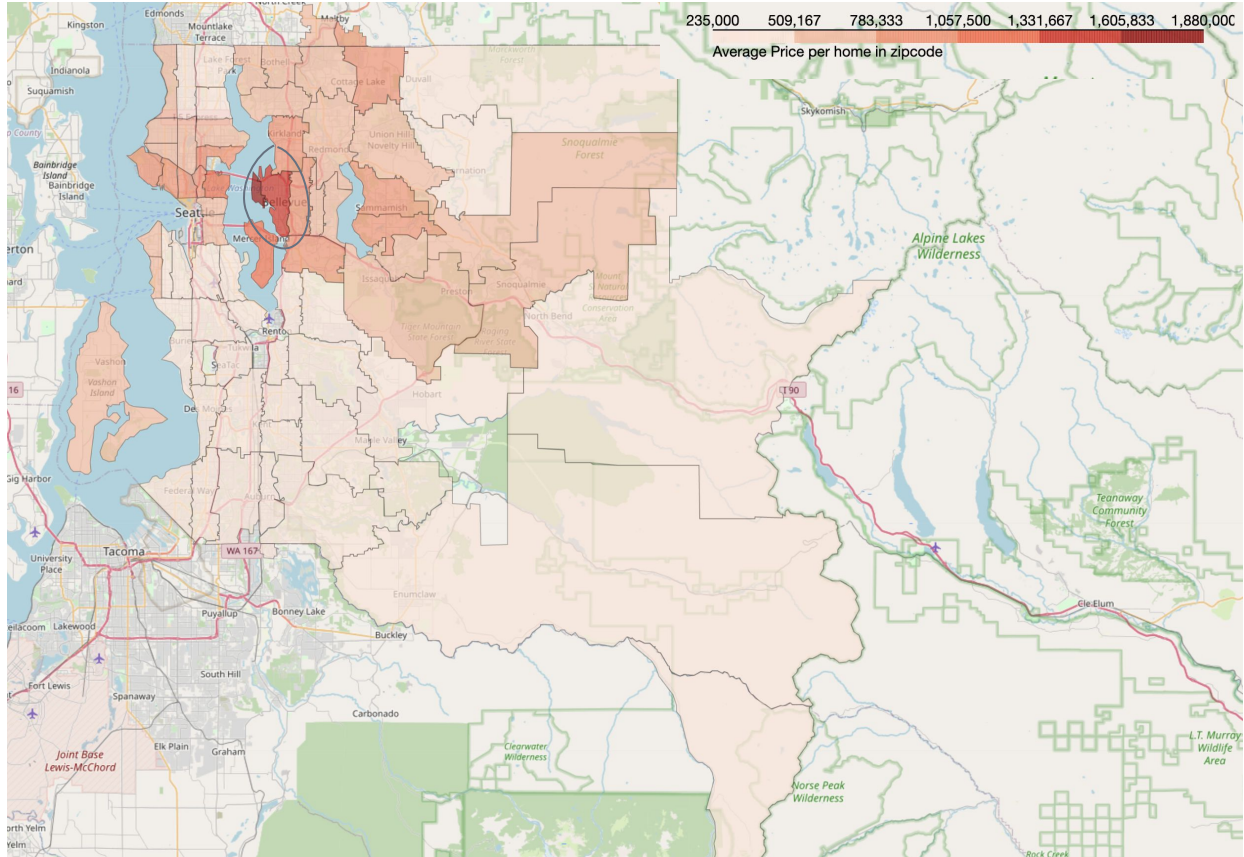 235,000 509,167 783,333 1,057,500 1,331,667 1,605,833 1,880,000
Average Price per home in zipcode
Kingston
Edmonds
Mountlake
Terrace
Maltby
Indianola
Lake Forest
Park
Bothell
Cottage Lake
Duvall
Suquamish
Skykomish
Kirkland
Redmond
Union Hill-
Novelty Hill
Snoqualmie
Forest
Bainbridge
Island
Bainbridge
Island
Bellevue
Sammamish
Seattle
Mercer Island
Alpine Lakes
Wilderness
Issaquah
Preston
Snoqualmie
North Bend
Conservation
Area
Tiger Mountain
State Forest
Vashon
Vashon
Island
16
I 90
Hobart
Des Moines
Maple Valley
Gig Harbor
Federal Way
Auburn
Teanaway
Community
Forest
University
Place
Tacoma
WA 167
Enumclaw
Puyallup
Bonney Lake
Buckley
Cle Elum
Lakewood
Fort Lewis
South Hill
Spanaway
Carbonado
Elk Plain
Graham
Joint Base
Lewis-McChord
Clearwater
Wilderness
Norse Peak
Wilderness
L.T. Murray
Wildlife
Area
Yelm
Rock Creek